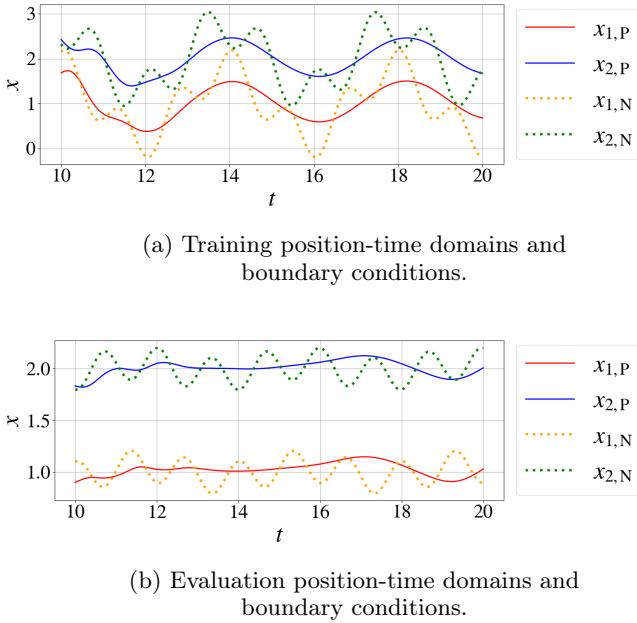 3
2
1
0
x
10
12
14
16
18
20
t
x1,P
x2,P
x1,N
x2,N
(a) Training position-time domains and
boundary conditions.
2.0
1.5
1.0
x
10
12
14
16
18
20
t
x1,P
x2,P
x1,N
x2,N
(b) Evaluation position-time domains and
boundary conditions.